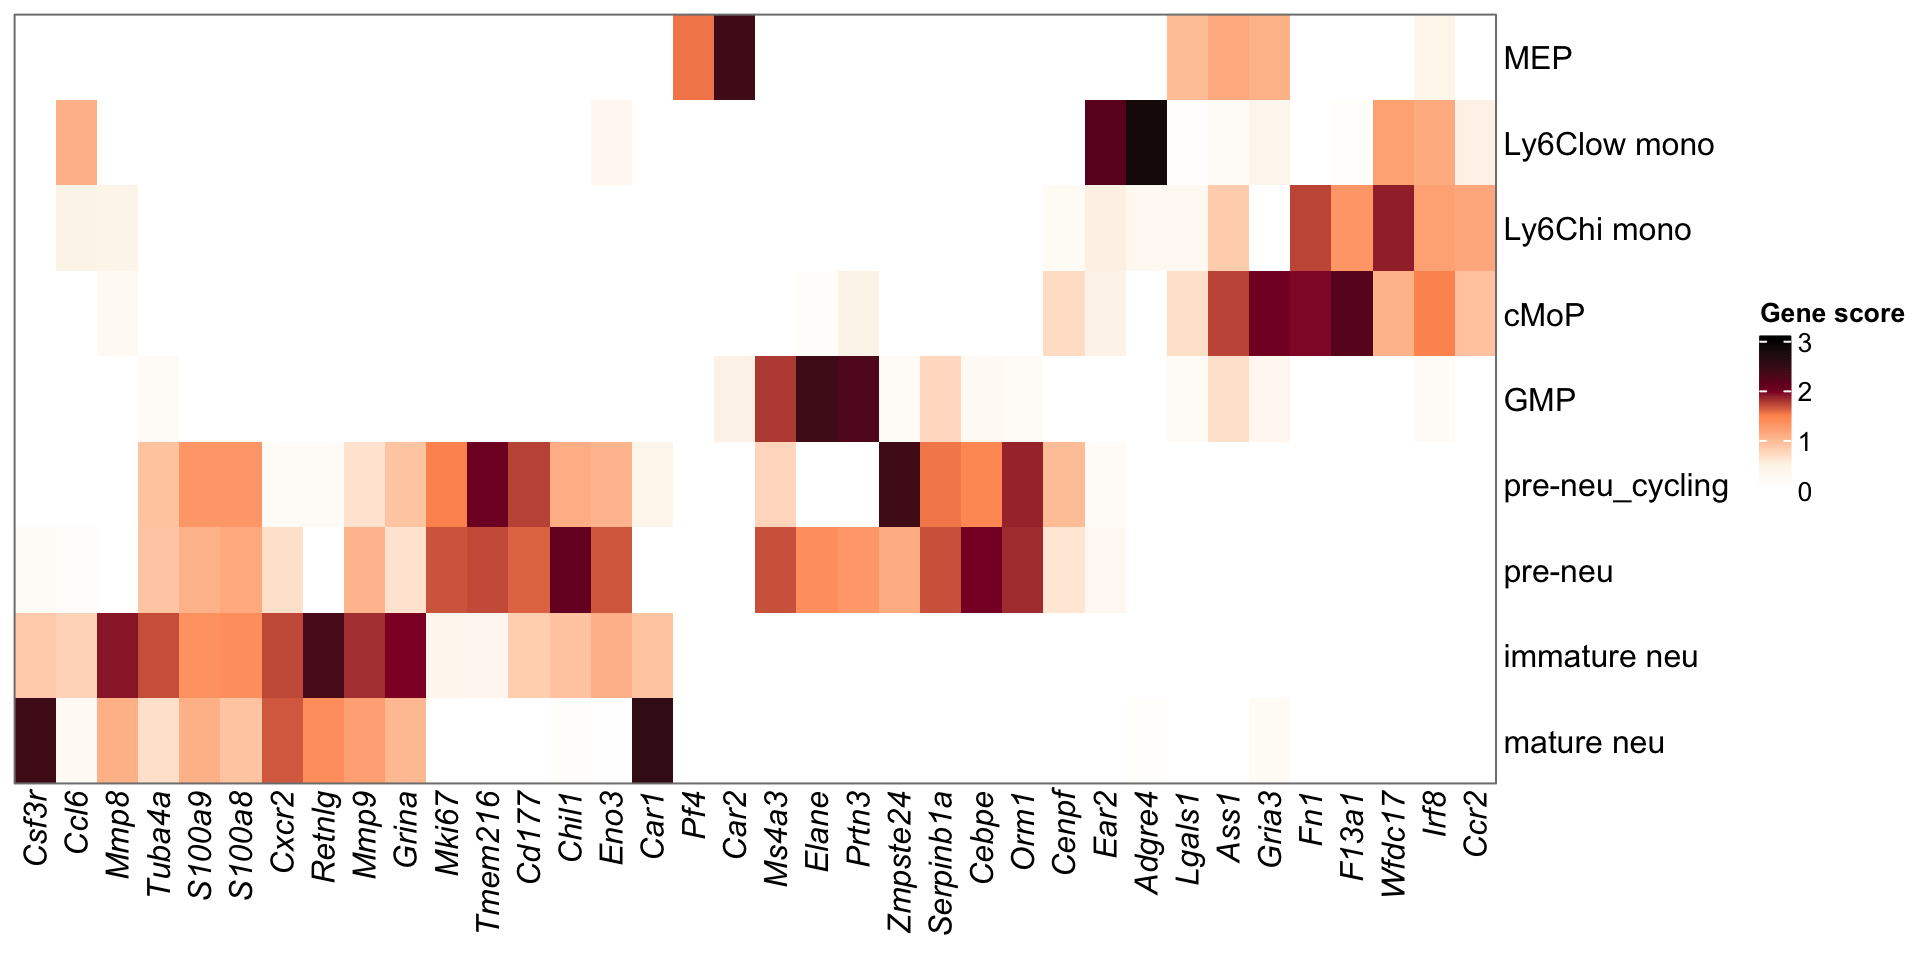 MEP
Ly6Clow mono
Ly6Chi mono
cMoP
GMP
pre-neu_cycling
pre-neu
immature neu
mature neu
Gene score
3
2
1
0
Csf3r
Ccl6
Mmp8
Tuba4a
S100a9
S100a8
Cxcr2
Retnlg
Mmp9
Grina
Mki67
Tmem216
Cd177
Chil1
Eno3
Car1
Pf4
Car2
Ms4a3
Elane
Prtn3
Zmpste24
Serpinb1a
Cebpe
Orm1
Cenpf
Ear2
Adgre4
Lgals1
Ass1
Gria3
Fn1
F13a1
Wfdc17
Irf8
Ccr2